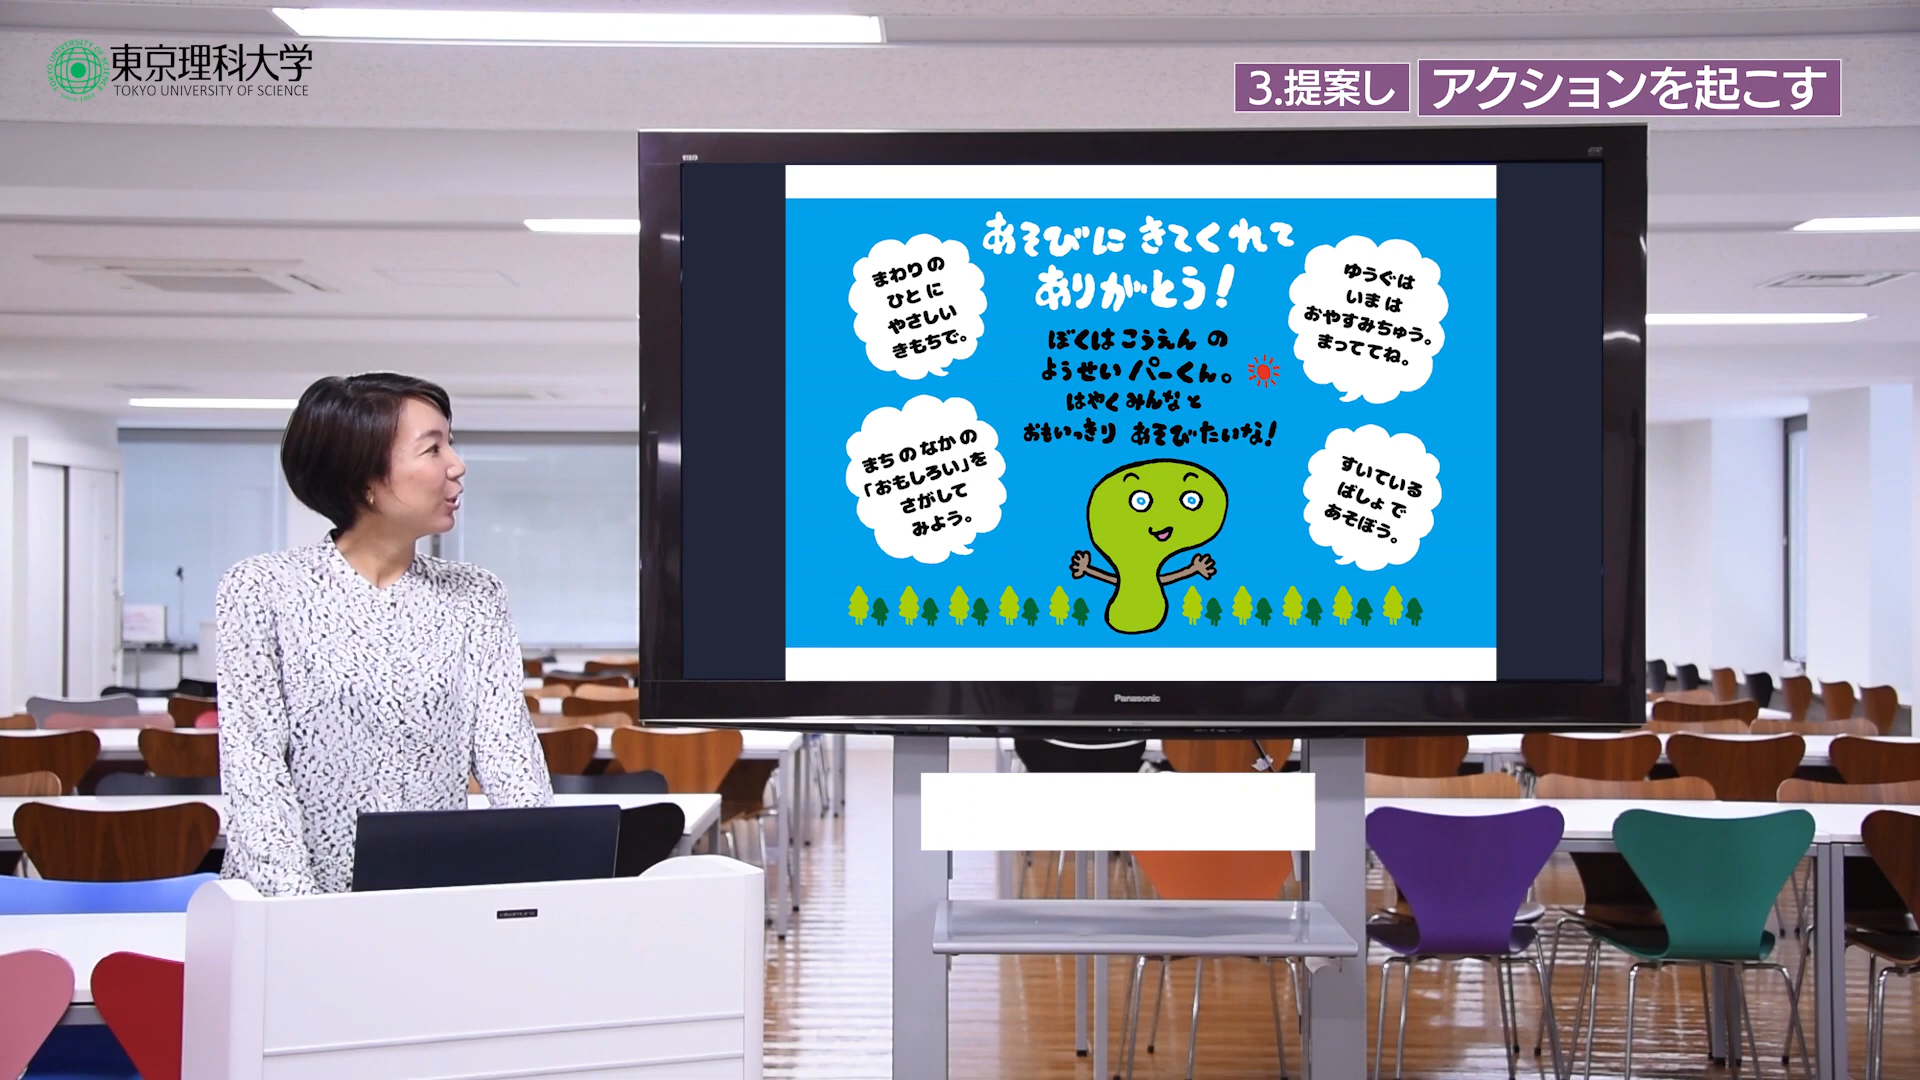 東京理科大学
TOKYO UNIVERSITY OF SCIENCE
3.提案し アクションを起こす
あそびに きてくれて
ありがとう!
ぼくは こうえん の
ようせい パーくん。
はやく みんな と
おもいっきり あそびたいな!
まわり の
ひと に
やさしい
きもちで。
ゆうぐは
いま は
おやすみちゅう。
まっててね。
まち の なか の
「おもしろい」を
さがして
みよう。
すいている
ばしょ で
あそぼう。
Panasonic